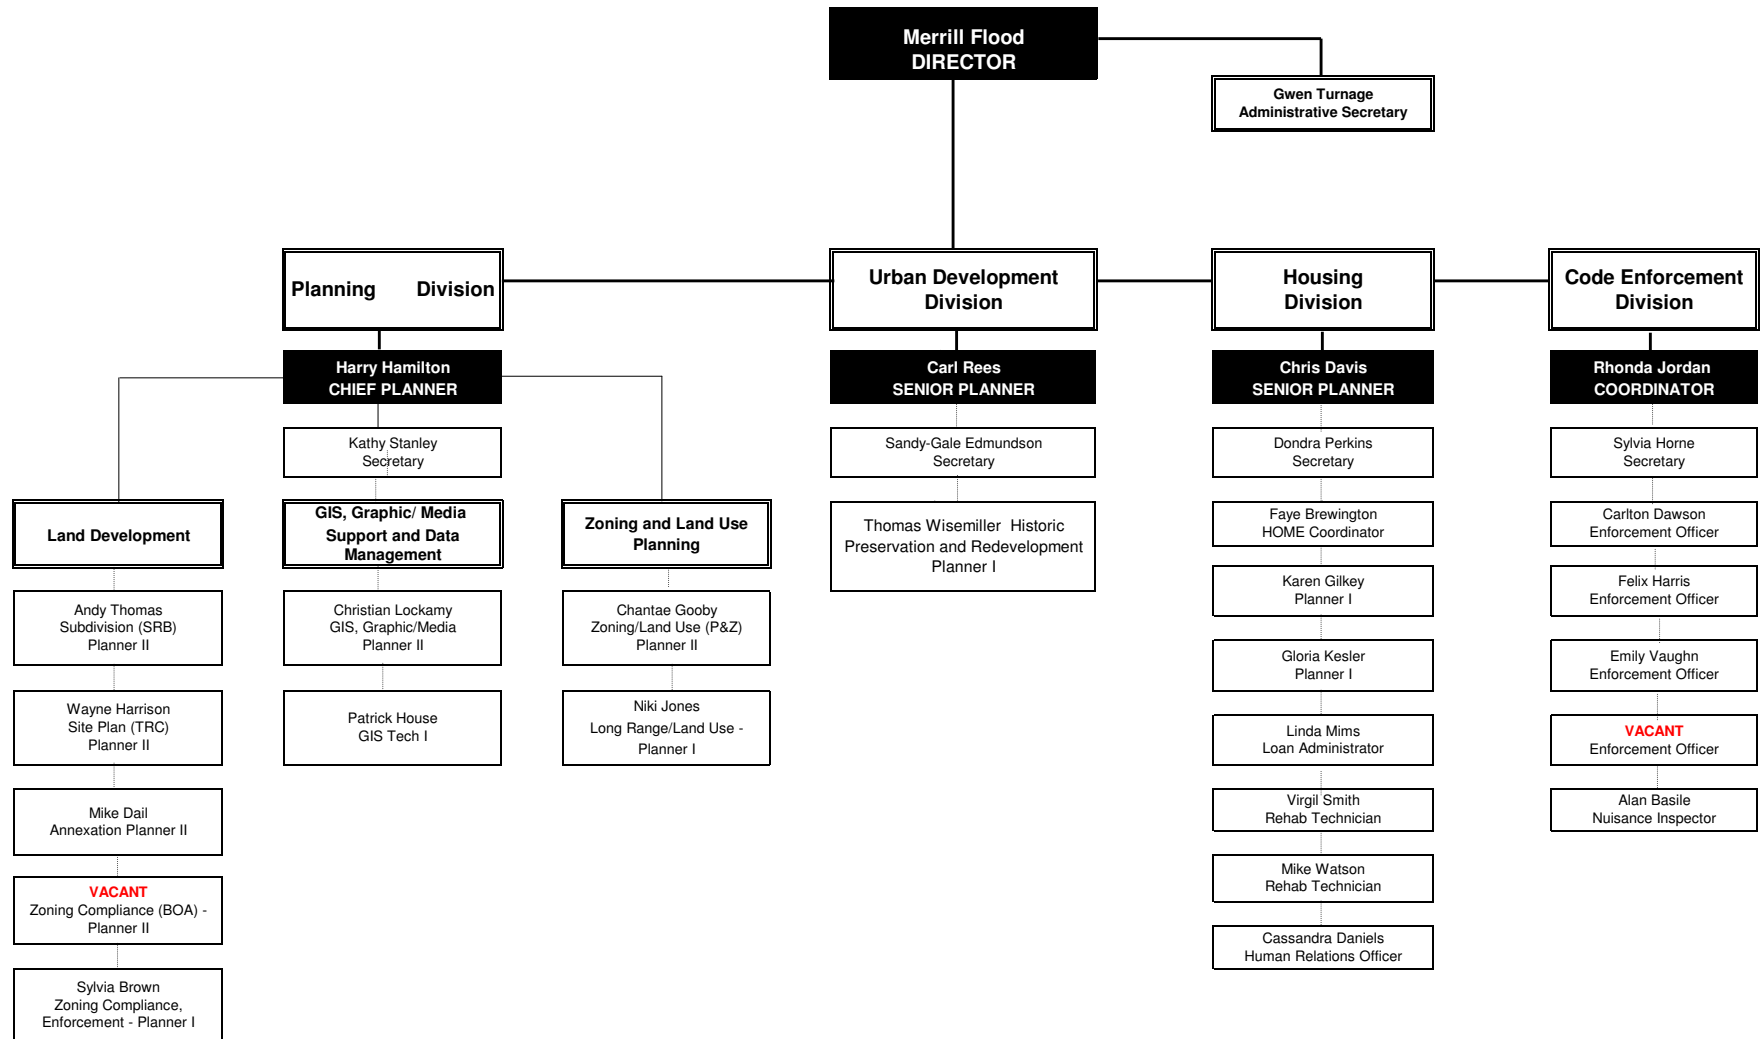 Merrill Flood
DIRECTOR
Gwen Turnage
Administrative Secretary
Planning Division
Urban Development
Division
Housing
Division
Code Enforcement
Division
Harry Hamilton
CHIEF PLANNER
Carl Rees
SENIOR PLANNER
Chris Davis
SENIOR PLANNER
Rhonda Jordan
COORDINATOR
Kathy Stanley
Secretary
Sandy-Gale Edmundson
Secretary
Dondra Perkins
Secretary
Sylvia Horne
Secretary
Land Development
GIS, Graphic/ Media
Support and Data
Management
Zoning and Land Use
Planning
Thomas Wisemiller Historic
Preservation and Redevelopment
Planner I
Faye Brewington
HOME Coordinator
Carlton Dawson
Enforcement Officer
Andy Thomas
Subdivision (SRB)
Planner II
Christian Lockamy
GIS, Graphic/Media
Planner II
Chantae Gooby
Zoning/Land Use (P&Z)
Planner II
Karen Gilkey
Planner I
Felix Harris
Enforcement Officer
Gloria Kesler
Planner I
Emily Vaughn
Enforcement Officer
Wayne Harrison
Site Plan (TRC)
Planner II
Patrick House
GIS Tech I
Niki Jones
Long Range/Land Use -
Planner I
Linda Mims
Loan Administrator
VACANT
Enforcement Officer
Mike Dail
Annexation Planner II
Virgil Smith
Rehab Technician
Alan Basile
Nuisance Inspector
VACANT
Zoning Compliance (BOA) -
Planner II
Mike Watson
Rehab Technician
Cassandra Daniels
Human Relations Officer
Sylvia Brown
Zoning Compliance,
Enforcement - Planner I